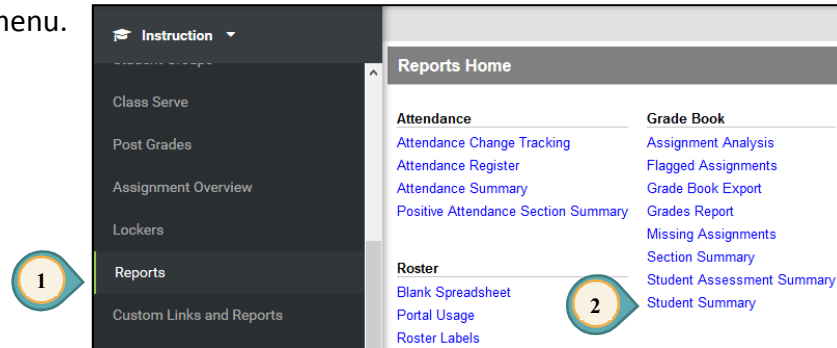 menu.
Instruction
Student Groups
Class Serve
Post Grades
Assignment Overview
Lockers
1
Reports
Custom Links and Reports
Reports Home
Attendance
Attendance Change Tracking
Attendance Register
Attendance Summary
Positive Attendance Section Summary
Roster
Blank Spreadsheet
Portal Usage
Roster Labels
Grade Book
Assignment Analysis
Flagged Assignments
Grade Book Export
Grades Report
Missing Assignments
Section Summary
Student Assessment Summary
2
Student Summary